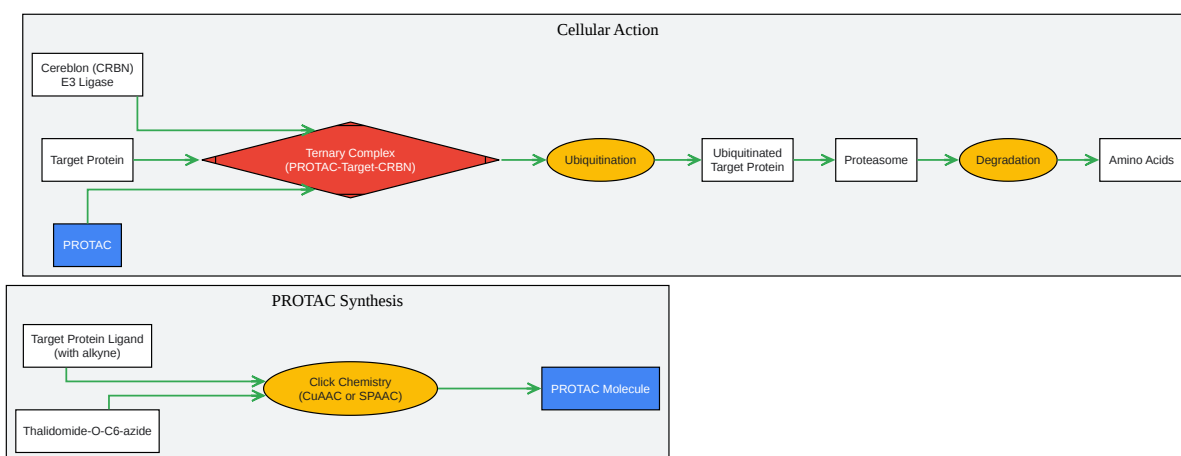 Cellular Action
Cereblon (CRBN)
E3 Ligase
Target Protein
PROTAC
Ternary Complex
(PROTAC-Target-CRBN)
Ubiquitination
Ubiquitinated
Target Protein
Proteasome
Degradation
Amino Acids
PROTAC Synthesis
Target Protein Ligand
(with alkyne)
Thalidomide-O-C6-azide
Click Chemistry
(CuAAC or SPAAC)
PROTAC Molecule